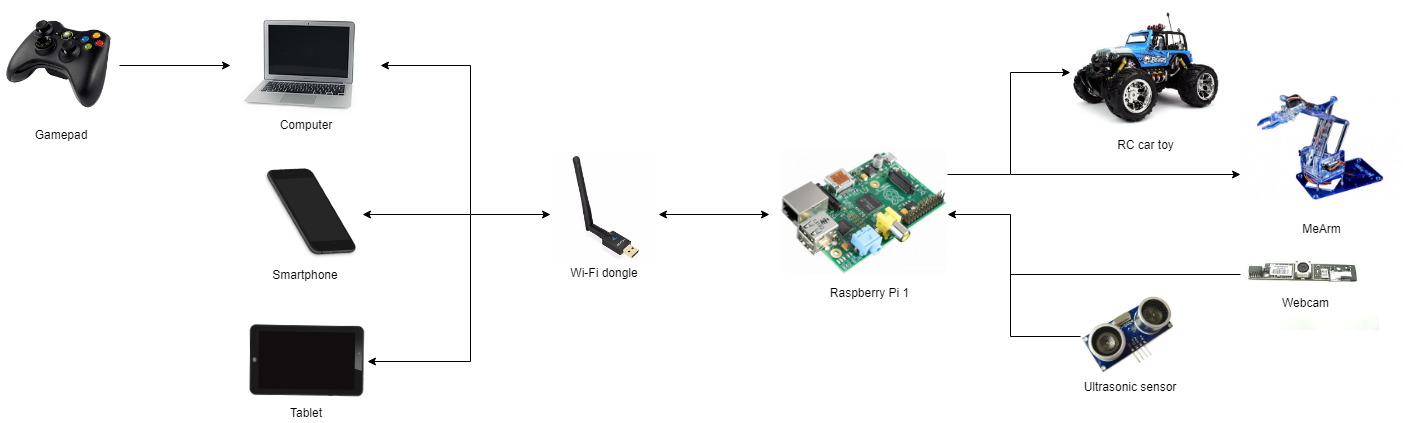 Gamepad
Computer
Smartphone
Tablet
Wi-Fi dongle
Raspberry Pi 1
RC car toy
MeArm
Webcam
Ultrasonic sensor